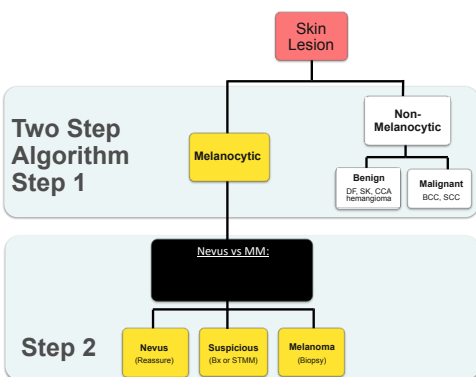 Skin
Lesion
Two Step
Algorithm
Step 1
Melanocytic
Non-
Melanocytic
Benign
DF, SK, CCA
hemangioma
Malignant
BCC, SCC
Nevus vs MM:
Step 2
Nevus
(Reassure)
Suspicious
(Bx or STMM)
Melanoma
(Biopsy)